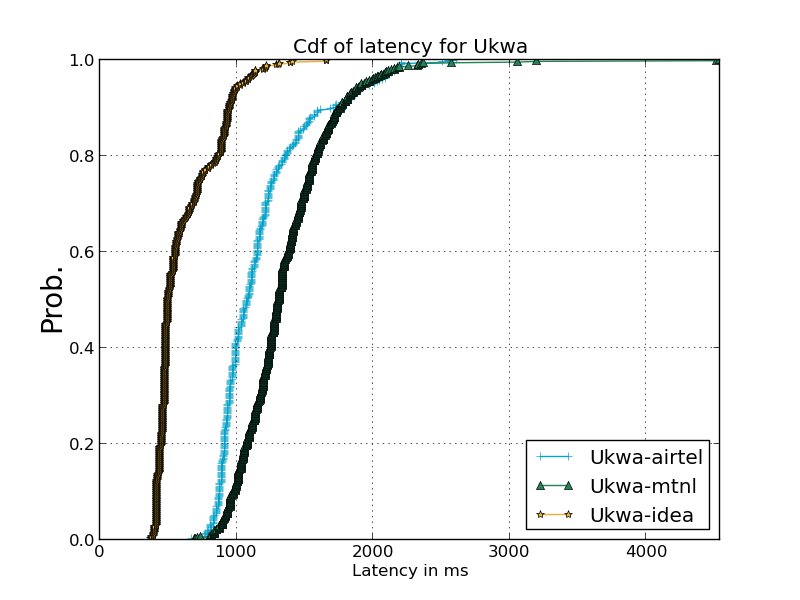 Cdf of latency for Ukwa
Prob.
1.0
0.8
0.6
0.4
0.2
0.0
0
1000
2000
3000
4000
Latency in ms
Ukwa-airtel
Ukwa-mtnl
Ukwa-idea